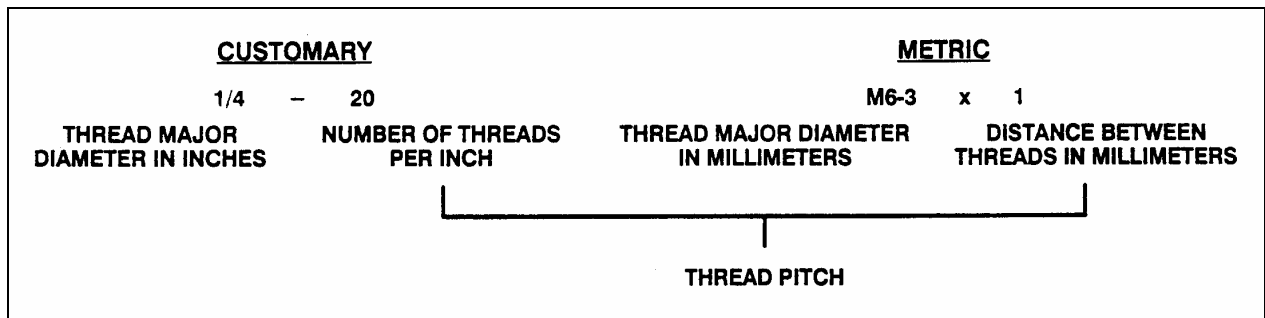 CUSTOMARY
1/4 – 20
THREAD MAJOR
DIAMETER IN INCHES
NUMBER OF THREADS
PER INCH
METRIC
M6-3 x 1
THREAD MAJOR DIAMETER
IN MILLIMETERS
DISTANCE BETWEEN
THREADS IN MILLIMETERS
THREAD PITCH